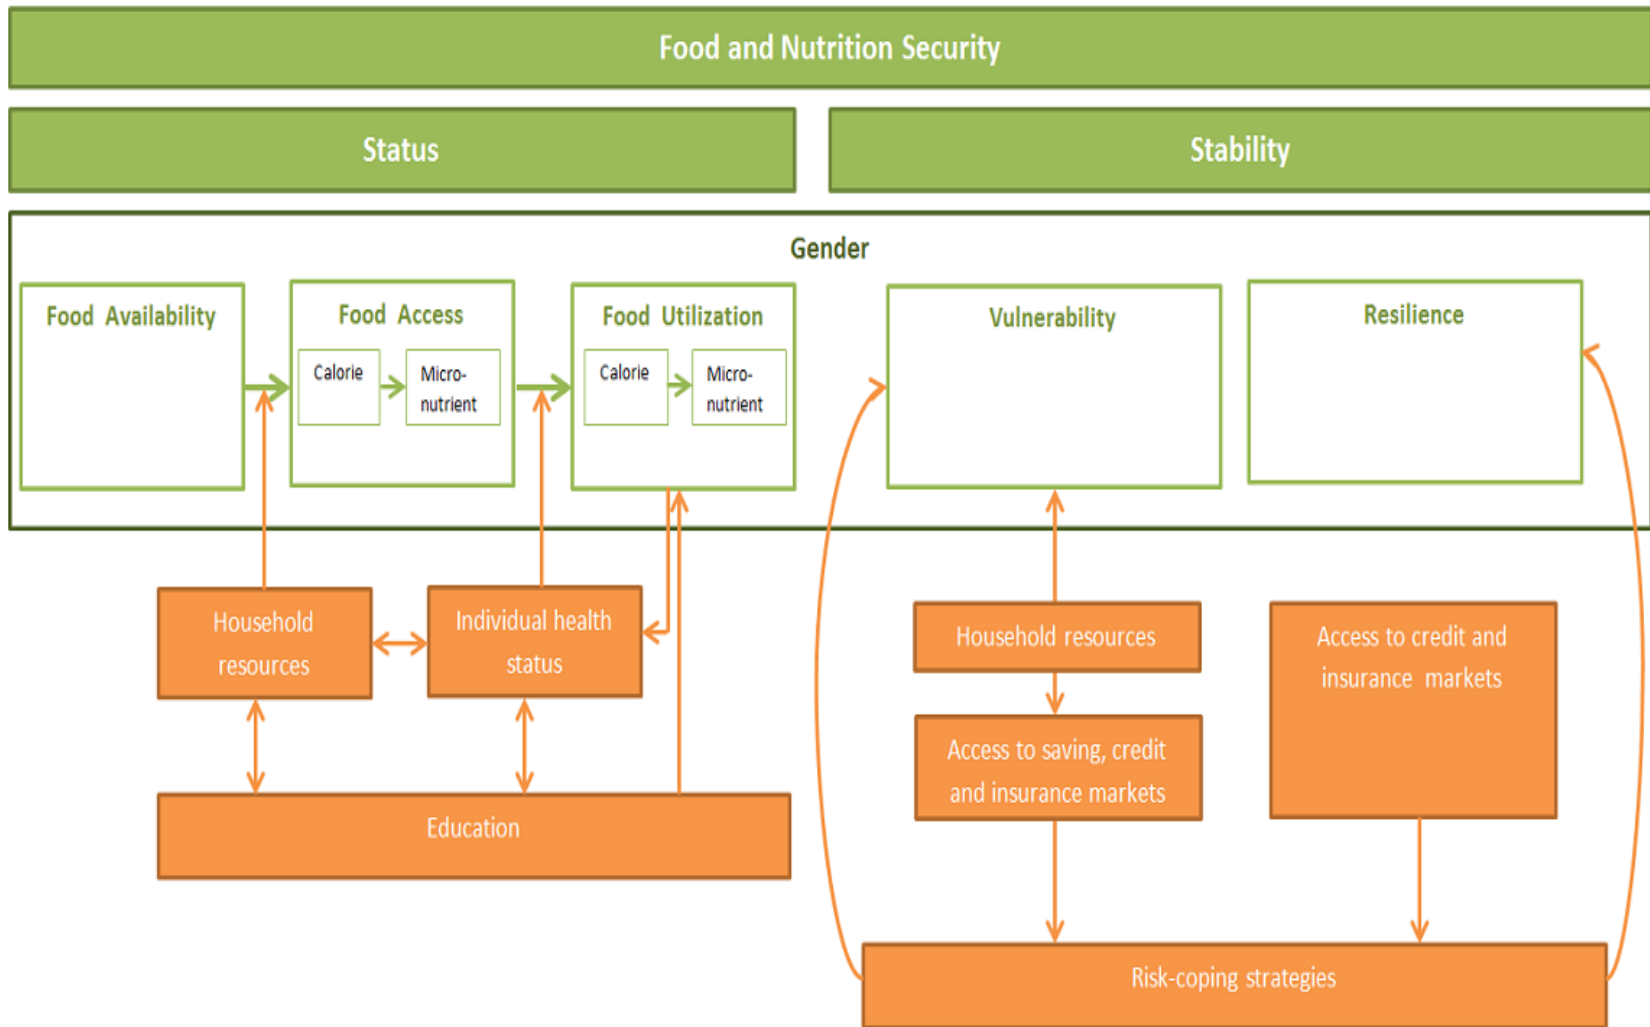 Food and Nutrition Security
Status
Stability
Gender
Food Availability
Food Access
Calorie
Micro-
nutrient
Food Utilization
Calorie
Micro-
nutrient
Vulnerability
Resilience
Household
resources
Individual health
status
Education
Household resources
Access to saving, credit
and insurance markets
Access to credit and
insurance markets
Risk-coping strategies